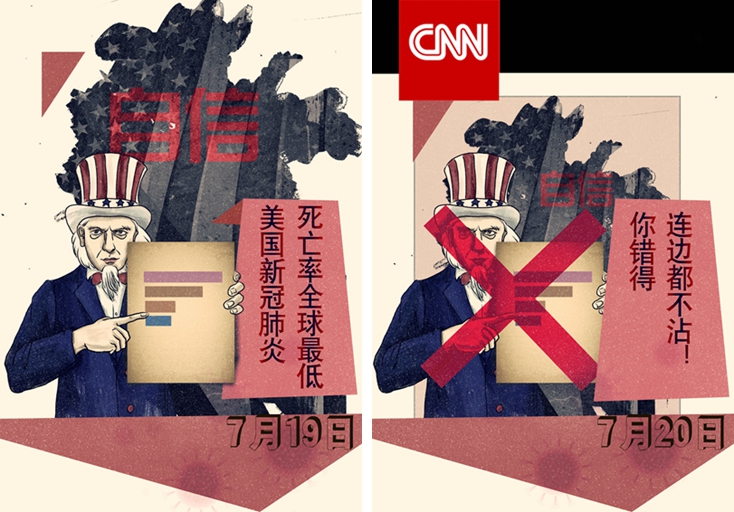 自信
美国新冠肺炎
死亡率全球最低
7月19日
CNN
自信
你错得
连边都不沾！
7月20日